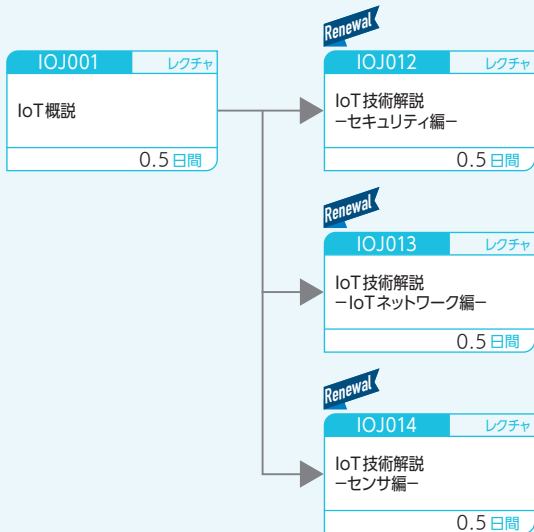 IOJ001 レクチャ
IoT概説
0.5日間
Renewal
IOJ012 レクチャ
IoT技術解説
−セキュリティ編−
0.5日間
Renewal
IOJ013 レクチャ
IoT技術解説
−IoTネットワーク編−
0.5日間
Renewal
IOJ014 レクチャ
IoT技術解説
−センサ編−
0.5日間